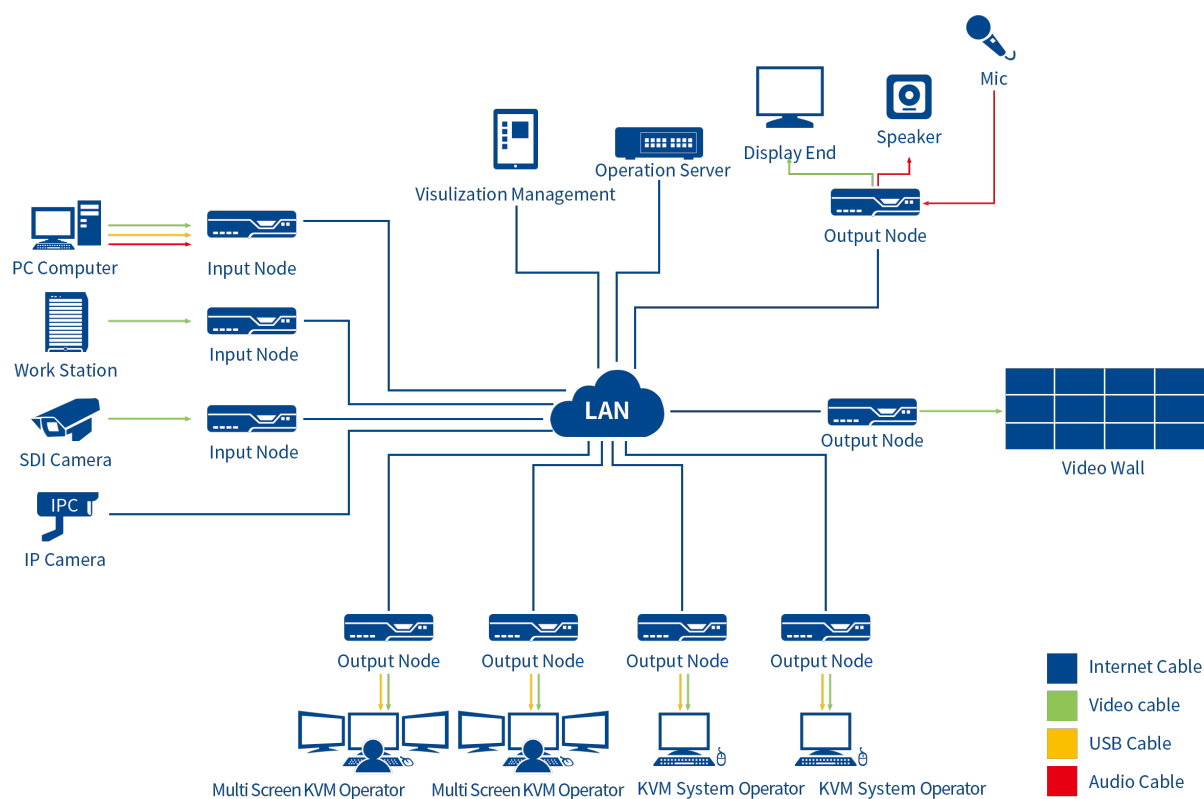 Mic
Speaker
Display End
Operation Server
Visulization Management
Output Node
PC Computer
Input Node
Work Station
Input Node
LAN
SDI Camera
Input Node
Output Node
Video Wall
IPC
IP Camera
Output Node
Output Node
Output Node
Output Node
Multi Screen KVM Operator
Multi Screen KVM Operator
KVM System Operator
KVM System Operator
Internet Cable
Video cable
USB Cable
Audio Cable